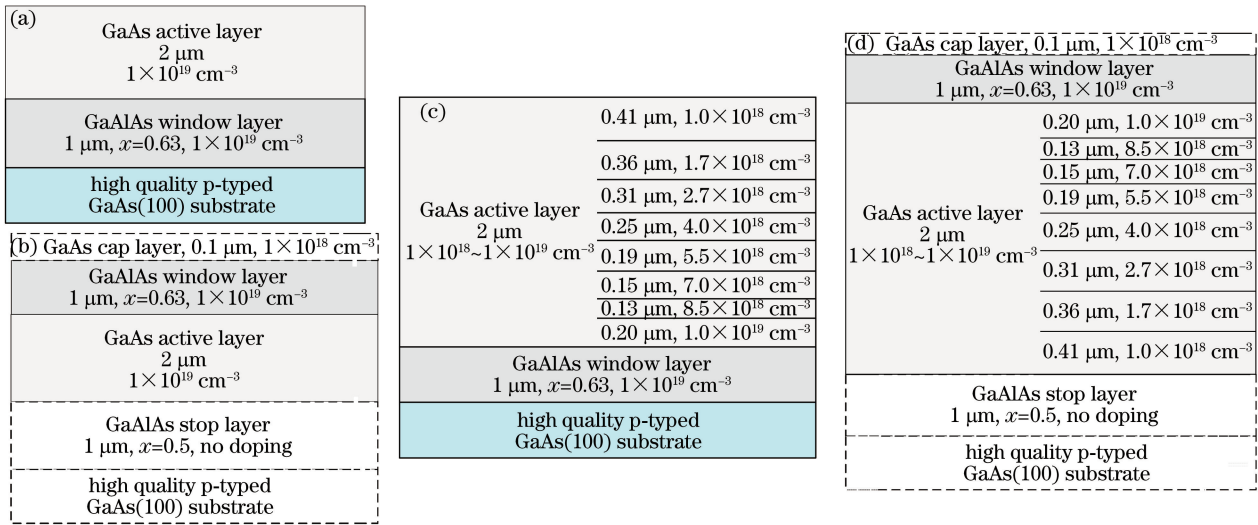 (a)
GaAs active layer
2 μm
1×10¹⁹ cm⁻³
GaAlAs window layer
1 μm, x=0.63, 1×10¹⁹ cm⁻³
high quality p-typed
GaAs(100) substrate
(b) GaAs cap layer, 0.1 μm, 1×10¹⁸ cm⁻³
GaAlAs window layer
1 μm, x=0.63, 1×10¹⁹ cm⁻³
GaAs active layer
2 μm
1×10¹⁹ cm⁻³
GaAlAs stop layer
1 μm, x=0.5, no doping
high quality p-typed
GaAs(100) substrate
(c)
GaAs active layer
2 μm
1×10¹⁸~1×10¹⁹ cm⁻³
0.41 μm, 1.0×10¹⁸ cm⁻³
0.36 μm, 1.7×10¹⁸ cm⁻³
0.31 μm, 2.7×10¹⁸ cm⁻³
0.25 μm, 4.0×10¹⁸ cm⁻³
0.19 μm, 5.5×10¹⁸ cm⁻³
0.15 μm, 7.0×10¹⁸ cm⁻³
0.13 μm, 8.5×10¹⁸ cm⁻³
0.20 μm, 1.0×10¹⁹ cm⁻³
GaAlAs window layer
1 μm, x=0.63, 1×10¹⁹ cm⁻³
high quality p-typed
GaAs(100) substrate
(d) GaAs cap layer, 0.1 μm, 1×10¹⁸ cm⁻³
GaAlAs window layer
1 μm, x=0.63, 1×10¹⁹ cm⁻³
GaAs active layer
2 μm
1×10¹⁸~1×10¹⁹ cm⁻³
0.20 μm, 1.0×10¹⁹ cm⁻³
0.13 μm, 8.5×10¹⁸ cm⁻³
0.15 μm, 7.0×10¹⁸ cm⁻³
0.19 μm, 5.5×10¹⁸ cm⁻³
0.25 μm, 4.0×10¹⁸ cm⁻³
0.31 μm, 2.7×10¹⁸ cm⁻³
0.36 μm, 1.7×10¹⁸ cm⁻³
0.41 μm, 1.0×10¹⁸ cm⁻³
GaAlAs stop layer
1 μm, x=0.5, no doping
high quality p-typed
GaAs(100) substrate